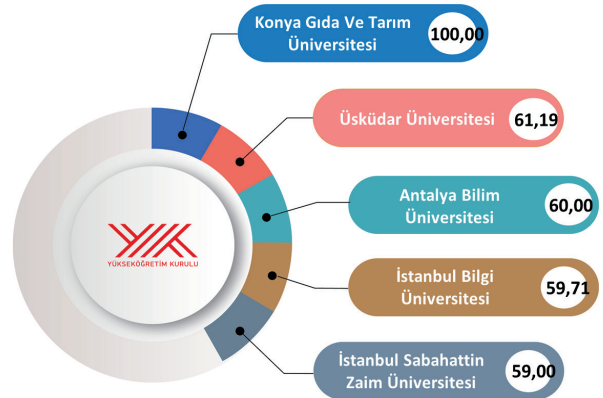 Konya Gıda Ve Tarım
Üniversitesi
100,00
Üsküdar Üniversitesi
61,19
Antalya Bilim
Üniversitesi
60,00
İstanbul Bilgi
Üniversitesi
59,71
İstanbul Sabahattin
Zaim Üniversitesi
59,00
YÜKSEKÖĞRETİM KURULU